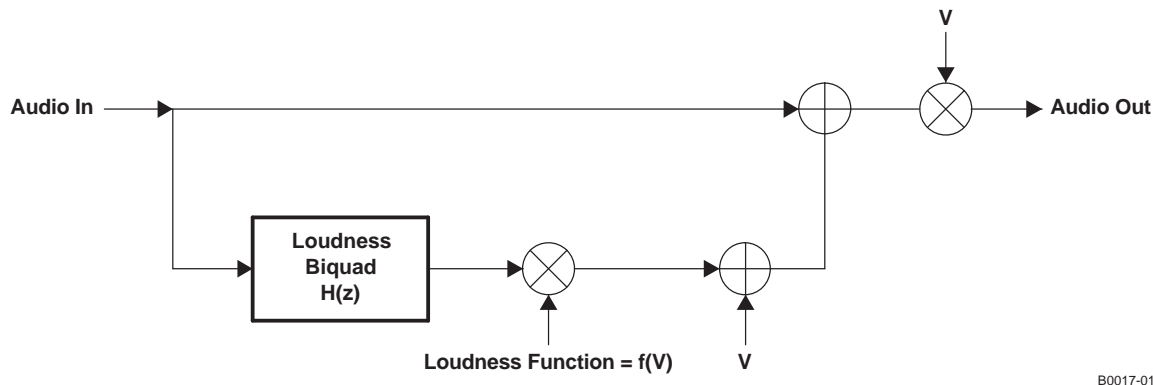 V
Audio In
Audio Out
Loudness
Biquad
H(z)
Loudness Function = f(V)
V
B0017-01